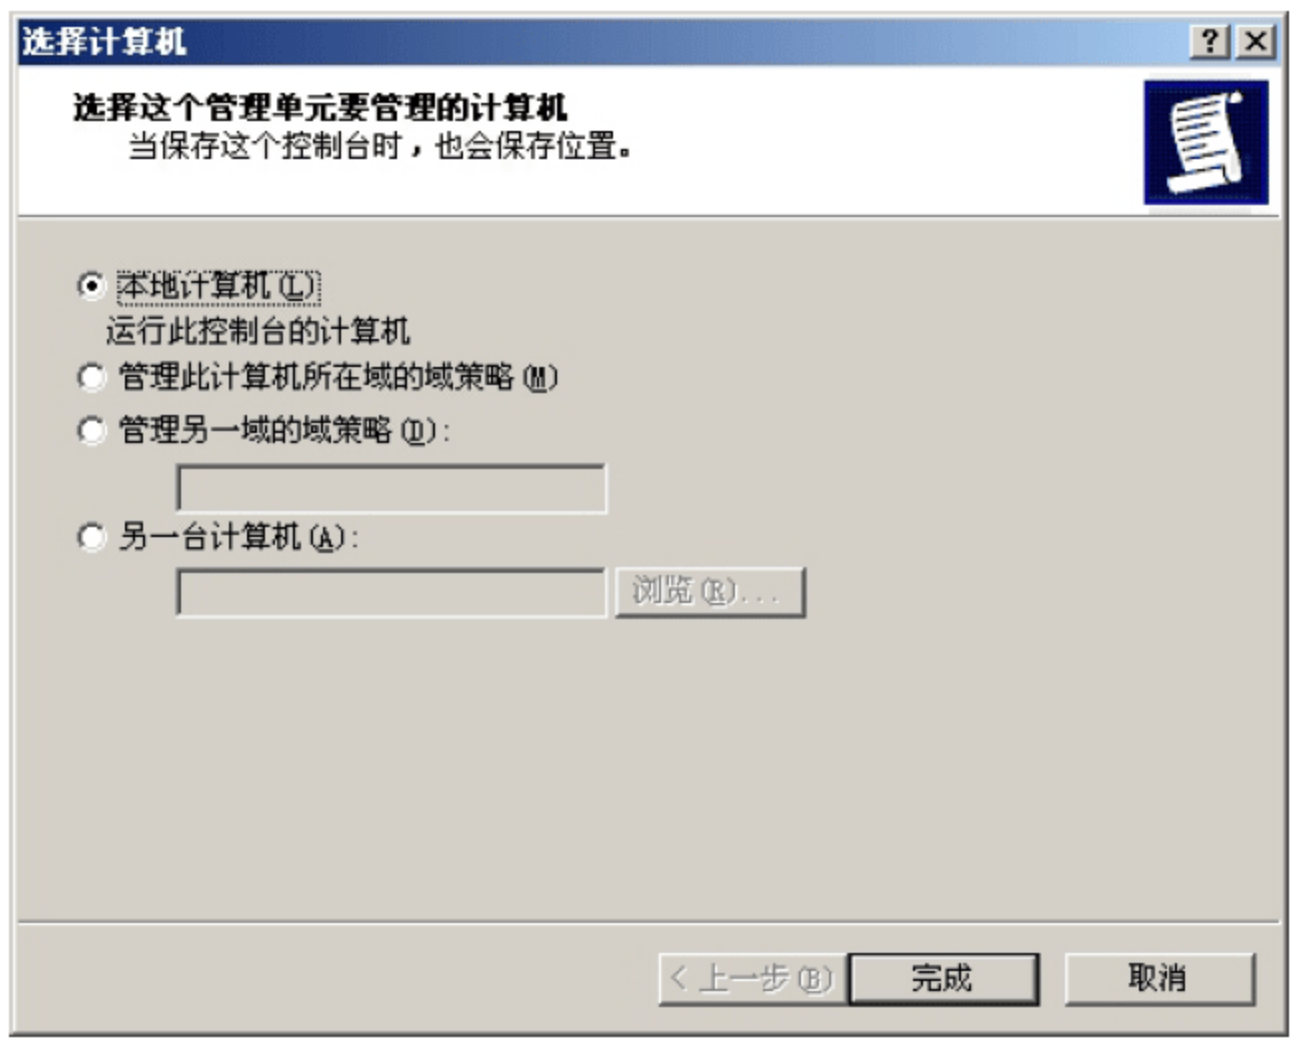 选择计算机
选择这个管理单元要管理的计算机
当保存这个控制台时，也会保存位置。
本地计算机(L)
运行此控制台的计算机
管理此计算机所在域的域策略(M)
管理另一域的域策略(D):
另一台计算机(A):
浏览(R)...
< 上一步(B)
完成
取消